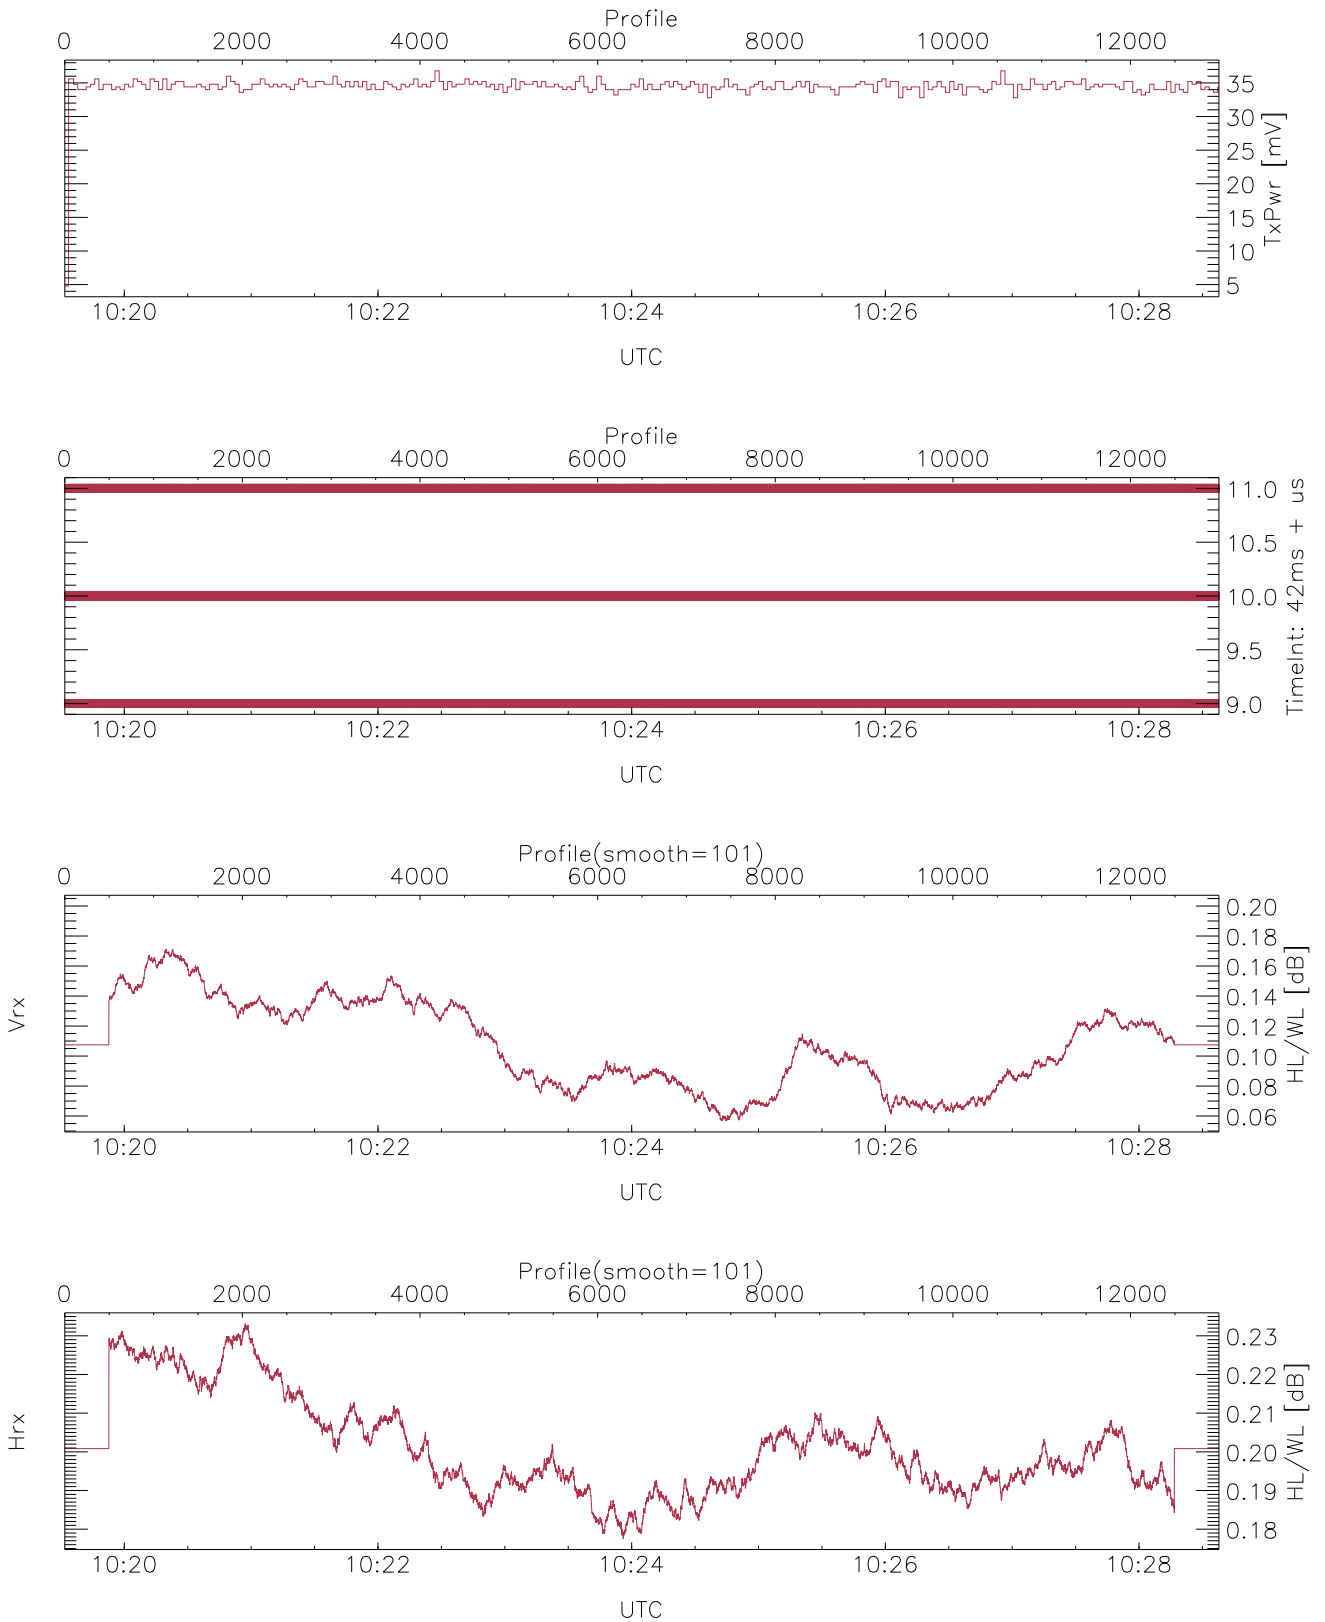 Profile
0 2000 4000 6000 8000 10000 12000
35
30
25
20
15
10
5
TxPwr [mV]
10:20 10:22 10:24 10:26 10:28
UTC
Profile
0 2000 4000 6000 8000 10000 12000
11.0
10.5
10.0
9.5
9.0
TimeInt: 42ms + us
10:20 10:22 10:24 10:26 10:28
UTC
Profile(smooth=101)
0 2000 4000 6000 8000 10000 12000
Vrx
0.20
0.18
0.16
0.14
0.12
0.10
0.08
0.06
HL/WL [dB]
10:20 10:22 10:24 10:26 10:28
UTC
Profile(smooth=101)
0 2000 4000 6000 8000 10000 12000
Hrx
0.23
0.22
0.21
0.20
0.19
0.18
HL/WL [dB]
10:20 10:22 10:24 10:26 10:28
UTC